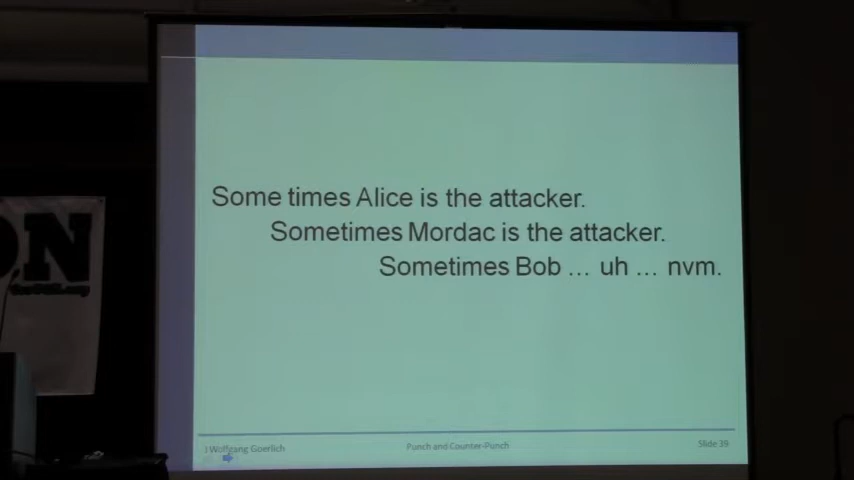 Some times Alice is the attacker.
Sometimes Mordac is the attacker.
Sometimes Bob ... uh ... nvm.
J Wolfgang Goerlich
Punch and Counter-Punch
Slide 39
ON